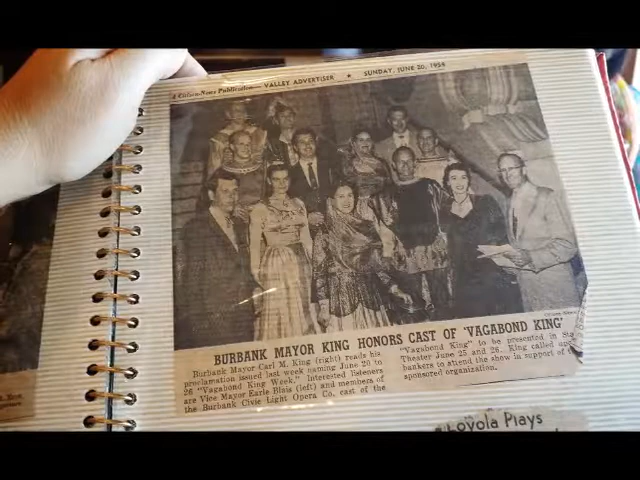 A Citizen-News Publication— VALLEY ADVERTISER ★ SUNDAY, JUNE 20, 1954
BURBANK MAYOR KING HONORS CAST OF 'VAGABOND KING'
Burbank Mayor Carl M. King (right) reads his
proclamation issued last week naming June 20 to
26 "Vagabond King Week." Interested listeners
are Vice Mayor Earle Blais (left) and members of
the Burbank Civic Light Opera Co. cast of the
"Vagabond King" to be presented in
Theater June 25 and 26. King called
bankers to attend the show in support of
sponsored organization.
Loyola Plays